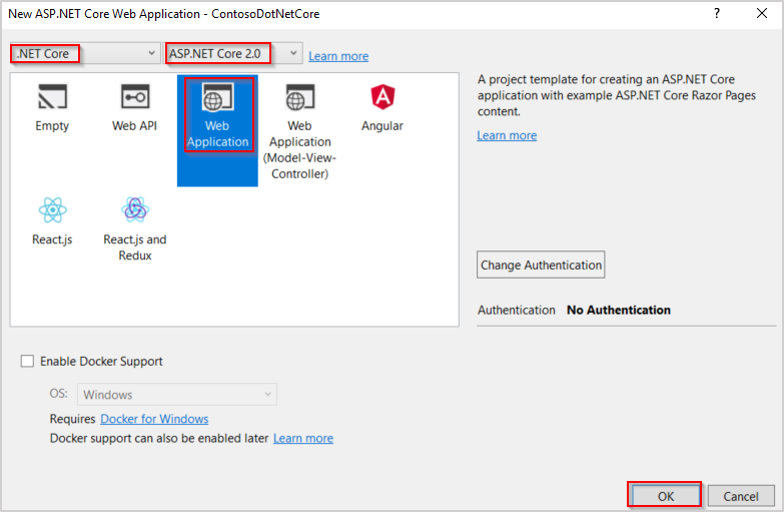 New ASP.NET Core Web Application - ContosoDotNetCore
.NET Core
ASP.NET Core 2.0
Learn more
Empty
Web API
Web
Application
Web
Application
(Model-View-
Controller)
Angular
React.js
React.js and
Redux
A project template for creating an ASP.NET Core
application with example ASP.NET Core Razor Pages
content.
Learn more
Change Authentication
Authentication No Authentication
Enable Docker Support
OS: Windows
Requires Docker for Windows
Docker support can also be enabled later Learn more
OK
Cancel